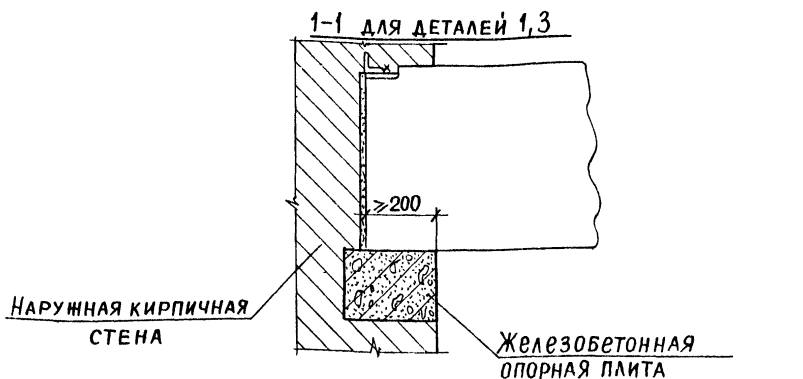 1-1 ДЛЯ ДЕТАЛЕЙ 1,3
≥200
НАРУЖНАЯ КИРПИЧНАЯ
СТЕНА
ЖЕЛЕЗОБЕТОННАЯ
ОПОРНАЯ ПЛИТА